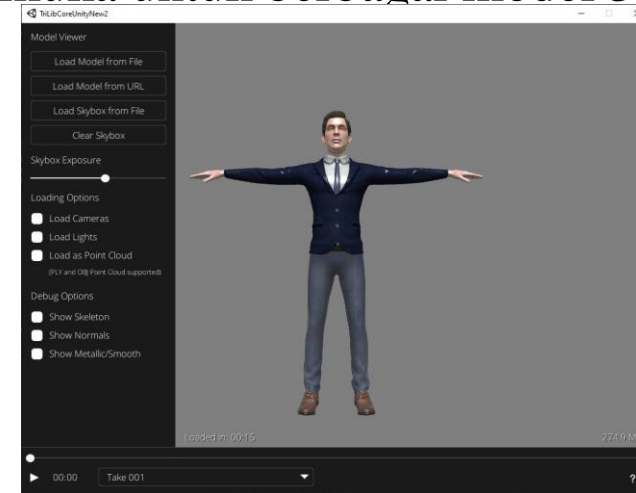 TriLibCoreUnityNew2
Model Viewer
Load Model from File
Load Model from URL
Load Skybox from File
Clear Skybox
Skybox Exposure
Loading Options
Load Cameras
Load Lights
Load as Point Cloud
(PLY and OBJ Point Cloud supported)
Debug Options
Show Skeleton
Show Normals
Show Metallic/Smooth
Loaded in: 00:15
274.9 M
00:00 Take 001
?